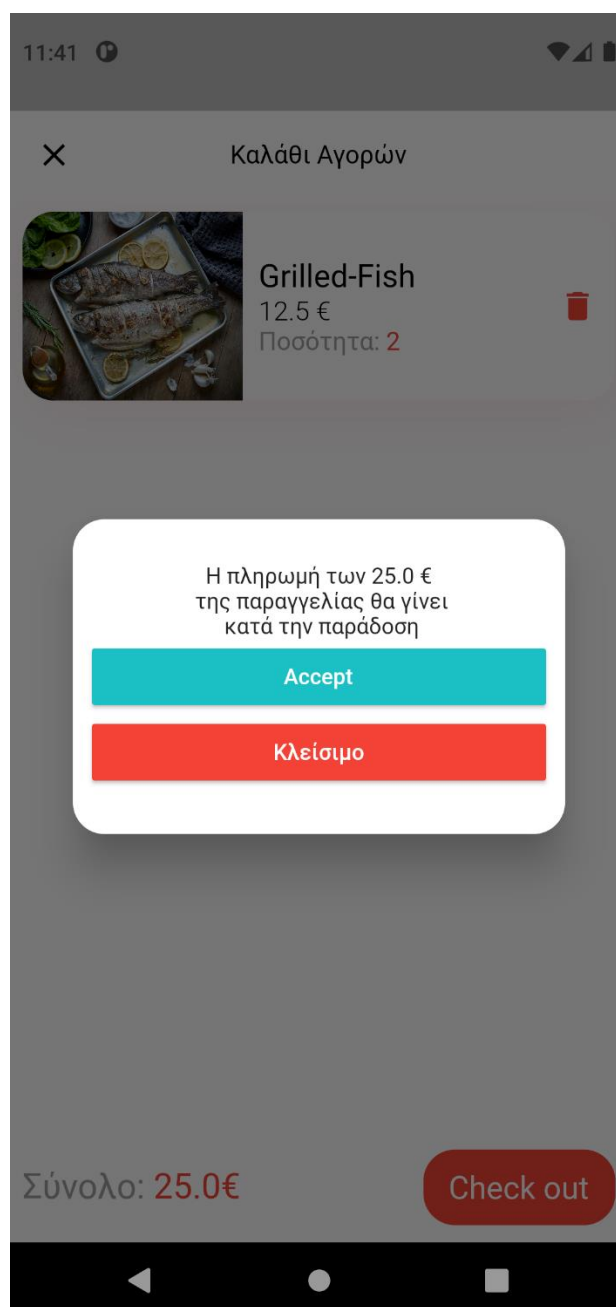 11:41
Καλάθι Αγορών
Grilled-Fish
12.5 €
Ποσότητα: 2
Η πληρωμή των 25.0 €
της παραγγελίας θα γίνει
κατά την παράδοση
Accept
Κλείσιμο
Σύνολο: 25.0€
Check out